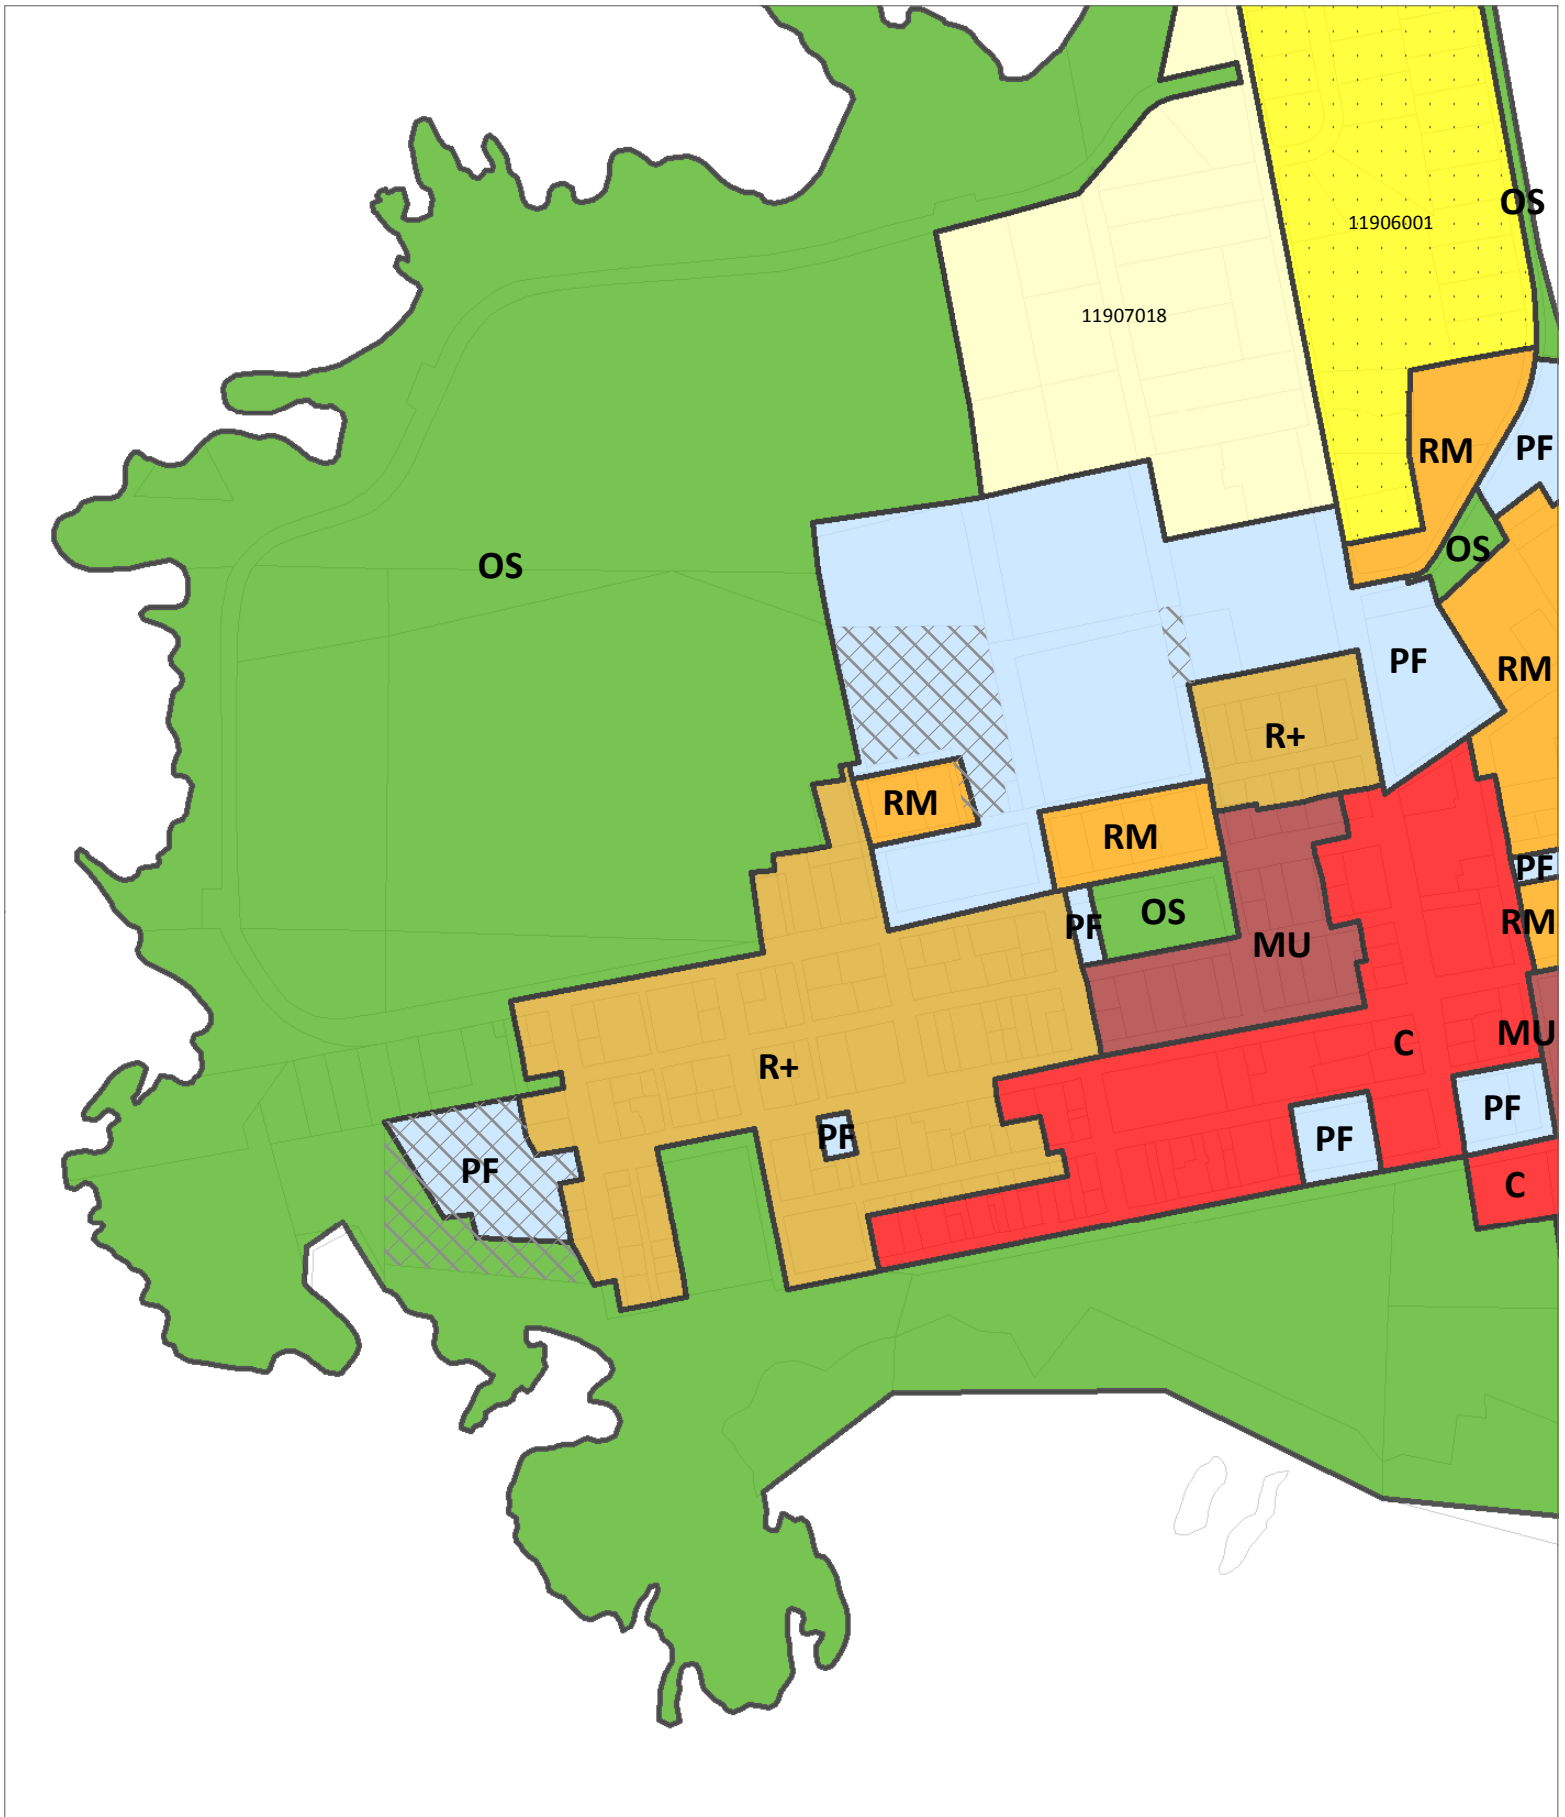 OS
11906001
11907018
RM
PF
OS
OS
PF
RM
R+
RM
RM
PF
OS
PF
RM
MU
MU
C
R+
PF
PF
PF
PF
C